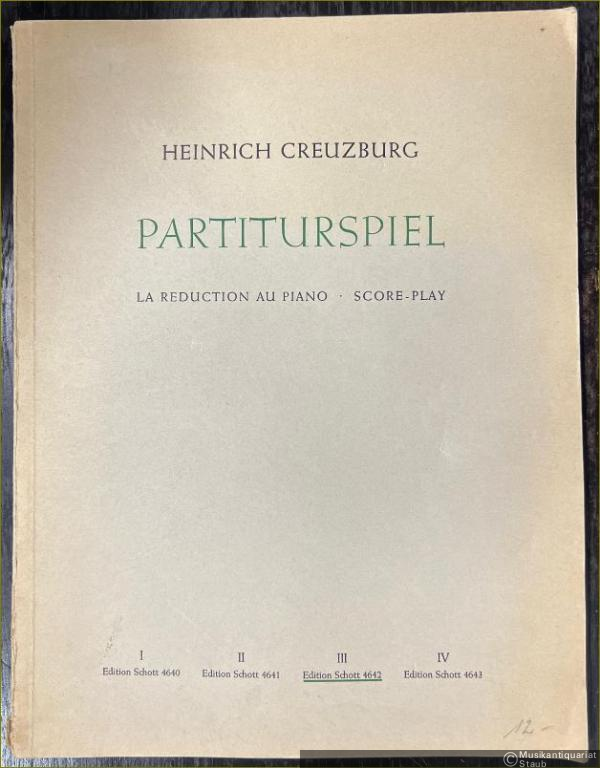 HEINRICH CREUZBURG
PARTITURSPIEL
LA REDUCTION AU PIANO · SCORE-PLAY
I II III IV
Edition Schott 4640 Edition Schott 4641 Edition Schott 4642 Edition Schott 4643
12-
©Musikantiquariat
Staub